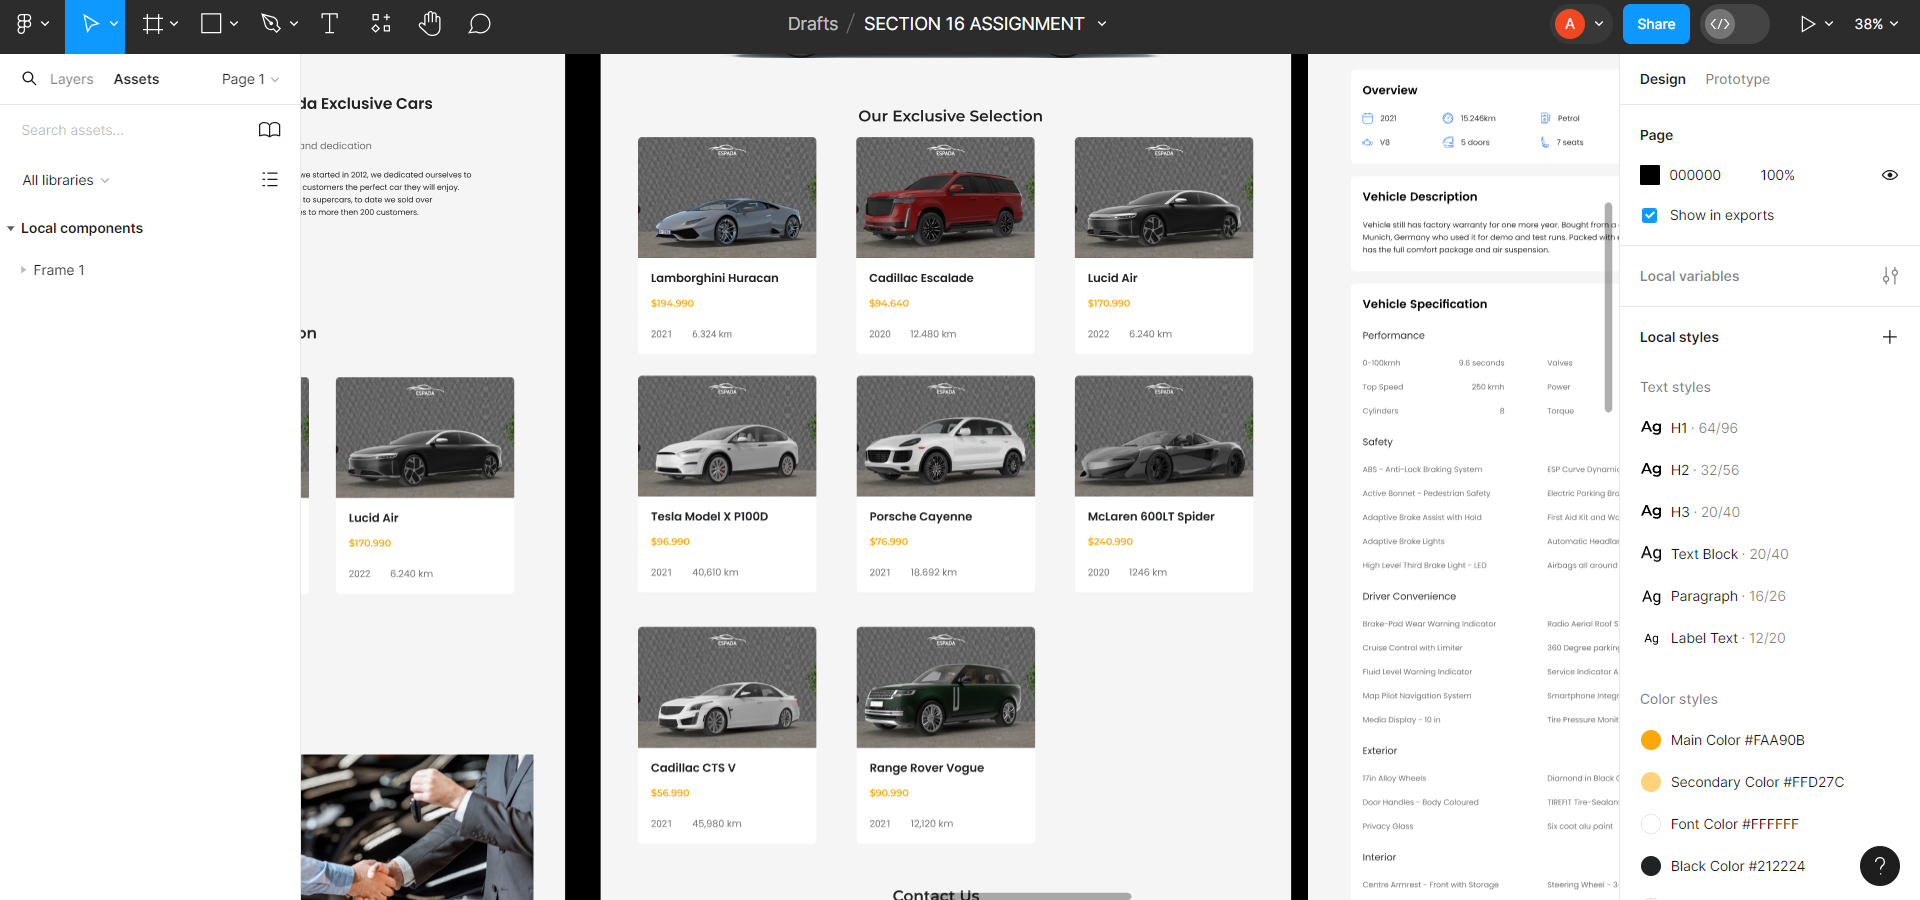 Drafts / SECTION 16 ASSIGNMENT
A
Share
38%
Layers
Assets
Page 1
Search assets...
All libraries
Local components
Frame 1
da Exclusive Cars
and dedication
we started in 2012, we dedicated ourselves to
customers the perfect car they will enjoy.
to supercars, to date we sold over
es to more then 200 customers.
on
ESPADA
Lucid Air
$170.990
2022 6.240 km
Our Exclusive Selection
ESPADA
Lamborghini Huracan
$194.990
2021 6.324 km
ESPADA
Cadillac Escalade
$94.640
2020 12.480 km
ESPADA
Lucid Air
$170.990
2022 6.240 km
ESPADA
Tesla Model X P100D
$96.990
2021 40,610 km
ESPADA
Porsche Cayenne
$76.990
2021 18.692 km
ESPADA
McLaren 600LT Spider
$240.990
2020 1246 km
ESPADA
Cadillac CTS V
$56.990
2021 45,980 km
ESPADA
Range Rover Vogue
$90.990
2021 12,120 km
Contact Us
Overview
2021 15.246km Petrol
V8 5 doors 7 seats
Vehicle Description
Vehicle still has factory warranty for one more year. Bought from a
Munich, Germany who used it for demo and test runs. Packed with
has the full comfort package and air suspension.
Vehicle Specification
Performance
0-100kmh 9.6 seconds Valves
Top Speed 250 kmh Power
Cylinders 8 Torque
Safety
ABS - Anti-Lock Braking System ESP Curve Dynamic
Active Bonnet - Pedestrian Safety Electric Parking Bra
Adaptive Brake Assist with Hold First Aid Kit and Wa
Adaptive Brake Lights Automatic Headlar
High Level Third Brake Light - LED Airbags all around
Driver Convenience
Brake-Pad Wear Warning Indicator Radio Aerial Roof S
Cruise Control with Limiter 360 Degree parking
Fluid Level Warning Indicator Service Indicator A
Map Pilot Navigation System Smartphone Integr
Media Display - 10 in Tire Pressure Monit
Exterior
17in Alloy Wheels Diamond in Black
Door Handles - Body Coloured TIREFIT Tire-Sealan
Privacy Glass Six coat alu paint
Interior
Centre Armrest - Front with Storage Steering Wheel - 3-
Design
Prototype
Page
000000 100%
Show in exports
Local variables
Local styles
Text styles
Ag H1 · 64/96
Ag H2 · 32/56
Ag H3 · 20/40
Ag Text Block · 20/40
Ag Paragraph · 16/26
Ag Label Text · 12/20
Color styles
Main Color #FAA90B
Secondary Color #FFD27C
Font Color #FFFFFF
Black Color #212224
?